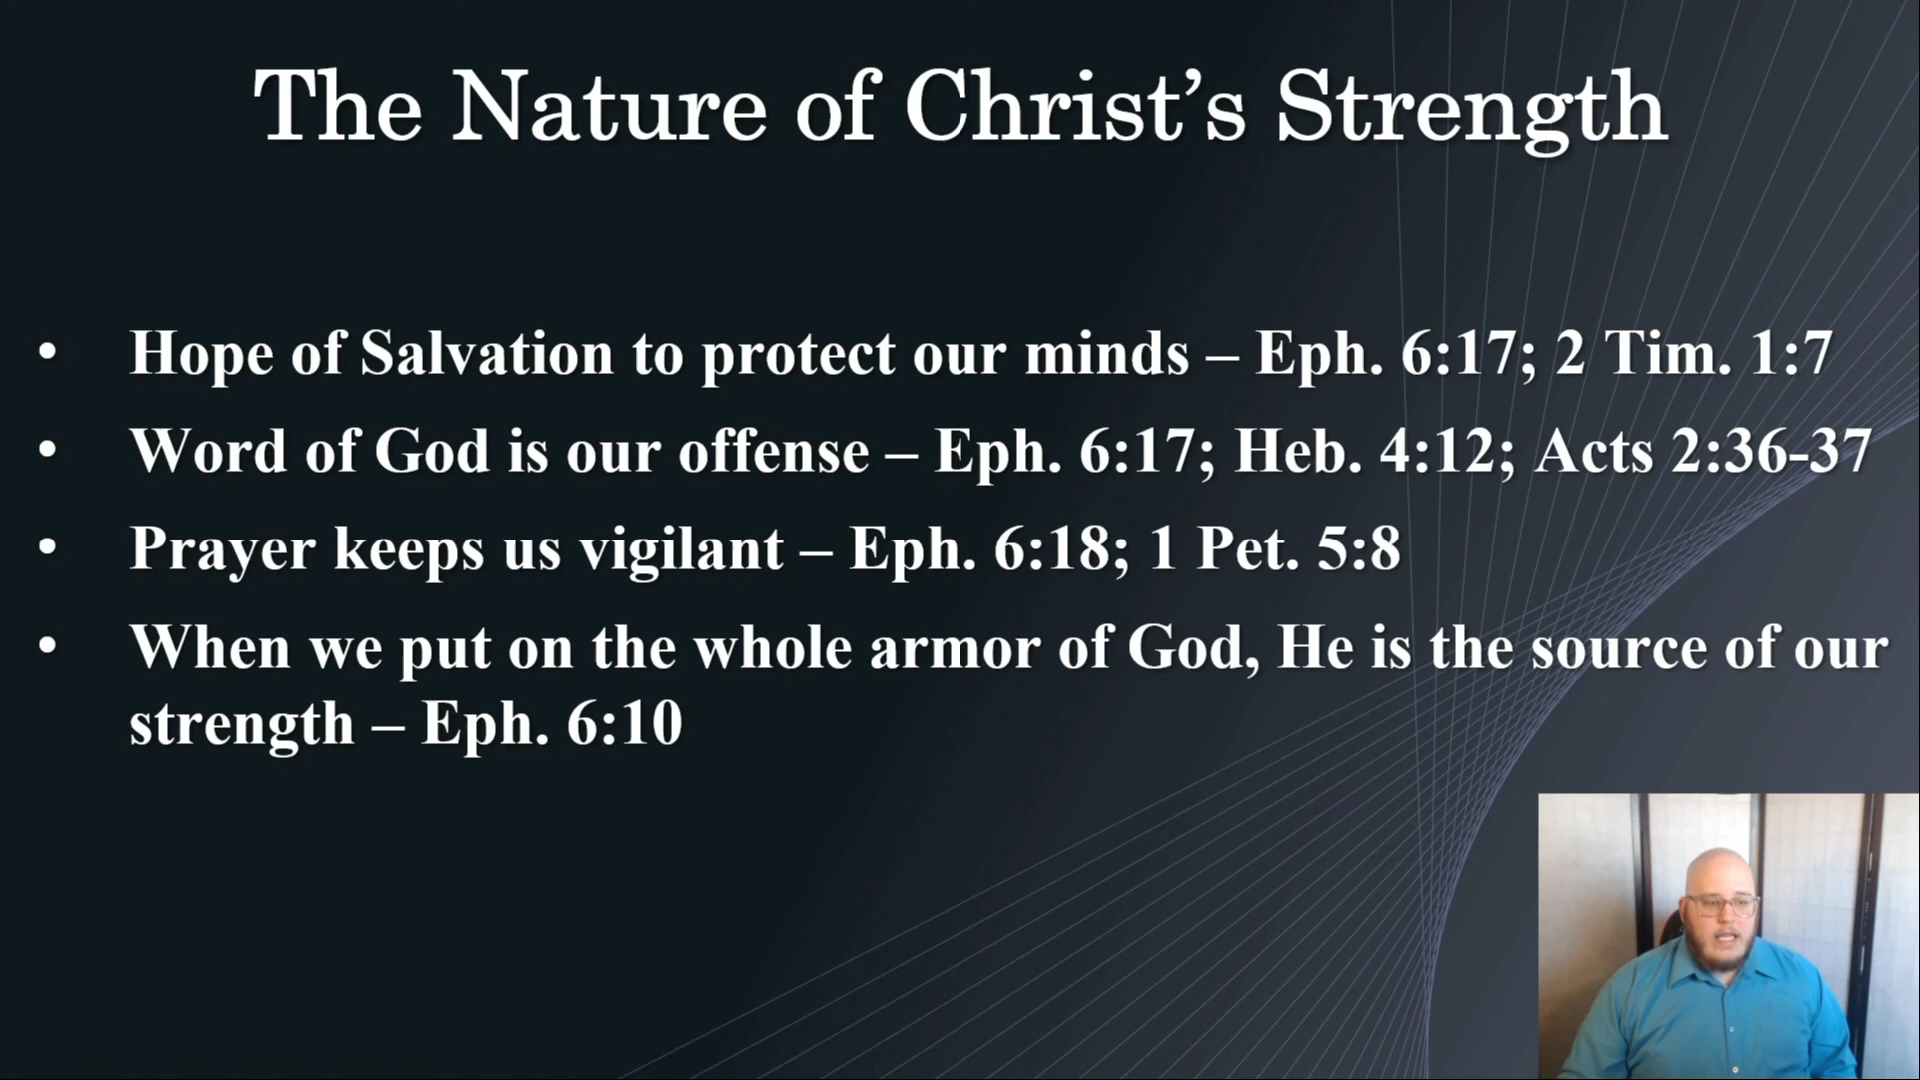 The Nature of Christ’s Strength
• Hope of Salvation to protect our minds – Eph. 6:17; 2 Tim. 1:7
• Word of God is our offense – Eph. 6:17; Heb. 4:12; Acts 2:36-37
• Prayer keeps us vigilant – Eph. 6:18; 1 Pet. 5:8
• When we put on the whole armor of God, He is the source of our
strength – Eph. 6:10